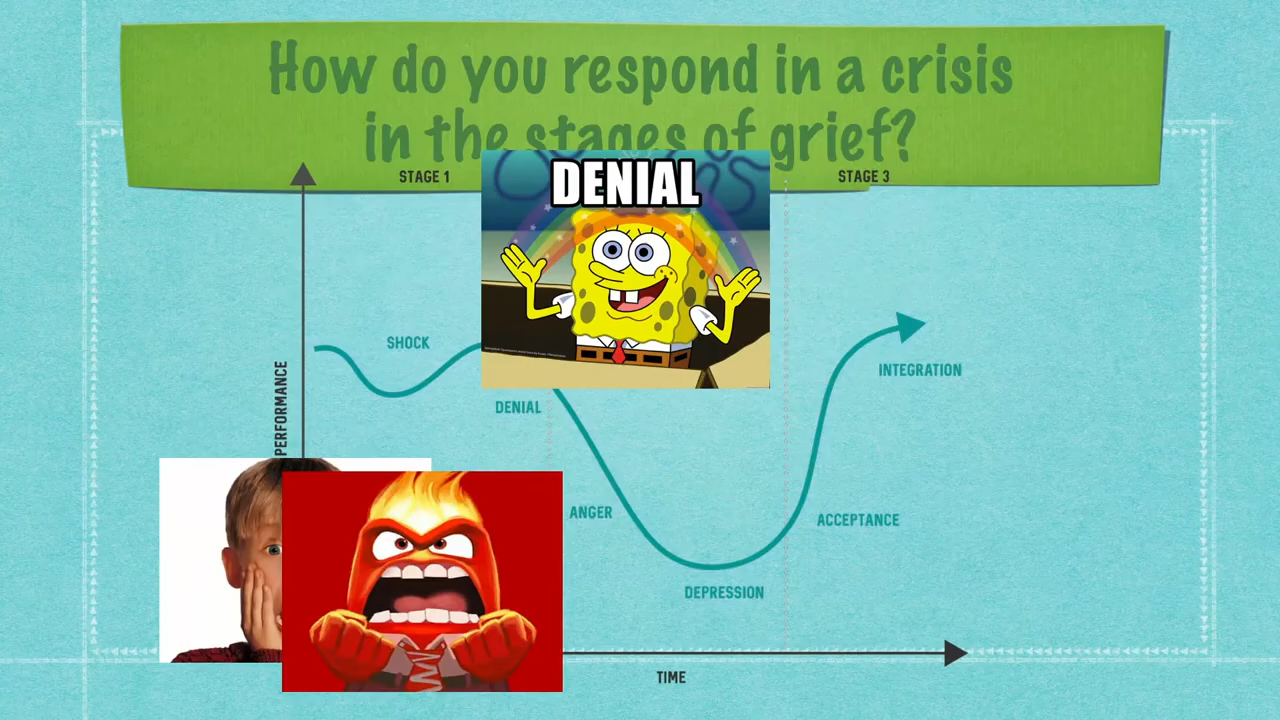 How do you respond in a crisis
in the stages of grief?
STAGE 1
STAGE 3
DENIAL
SHOCK
INTEGRATION
PERFORMANCE
DENIAL
ANGER
ACCEPTANCE
DEPRESSION
TIME